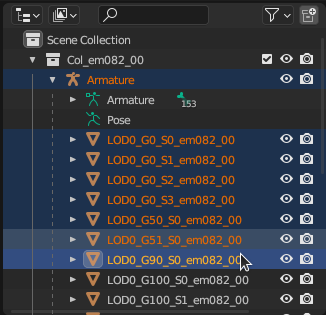 Scene Collection
Col_em082_00
Armature
Armature 153
Pose
LOD0_G0_S0_em082_00
LOD0_G0_S1_em082_00
LOD0_G0_S2_em082_00
LOD0_G0_S3_em082_00
LOD0_G50_S0_em082_00
LOD0_G51_S0_em082_00
LOD0_G90_S0_em082_00
LOD0_G100_S0_em082_00
LOD0_G100_S1_em082_00